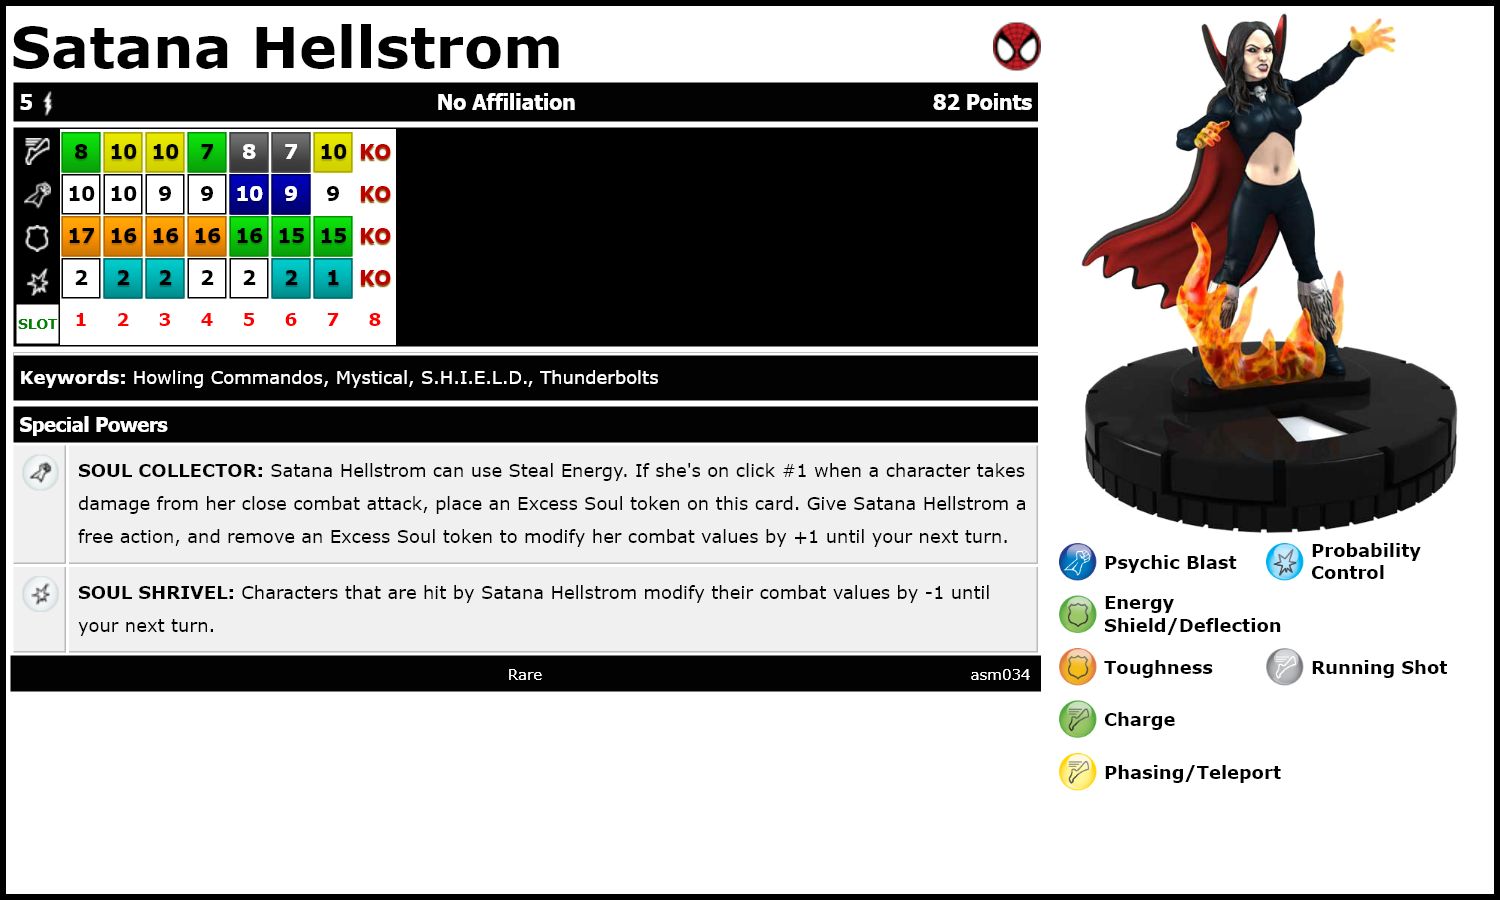 Satana Hellstrom
5 No Affiliation 82 Points
8 10 10 7 8 7 10 KO
10 10 9 9 10 9 9 KO
17 16 16 16 16 15 15 KO
2 2 2 2 2 2 1 KO
SLOT 1 2 3 4 5 6 7 8
Keywords: Howling Commandos, Mystical, S.H.I.E.L.D., Thunderbolts
Special Powers
SOUL COLLECTOR: Satana Hellstrom can use Steal Energy. If she's on click #1 when a character takes
damage from her close combat attack, place an Excess Soul token on this card. Give Satana Hellstrom a
free action, and remove an Excess Soul token to modify her combat values by +1 until your next turn.
SOUL SHRIVEL: Characters that are hit by Satana Hellstrom modify their combat values by -1 until
your next turn.
Rare asm034
Psychic Blast
Probability
Control
Energy
Shield/Deflection
Toughness
Running Shot
Charge
Phasing/Teleport